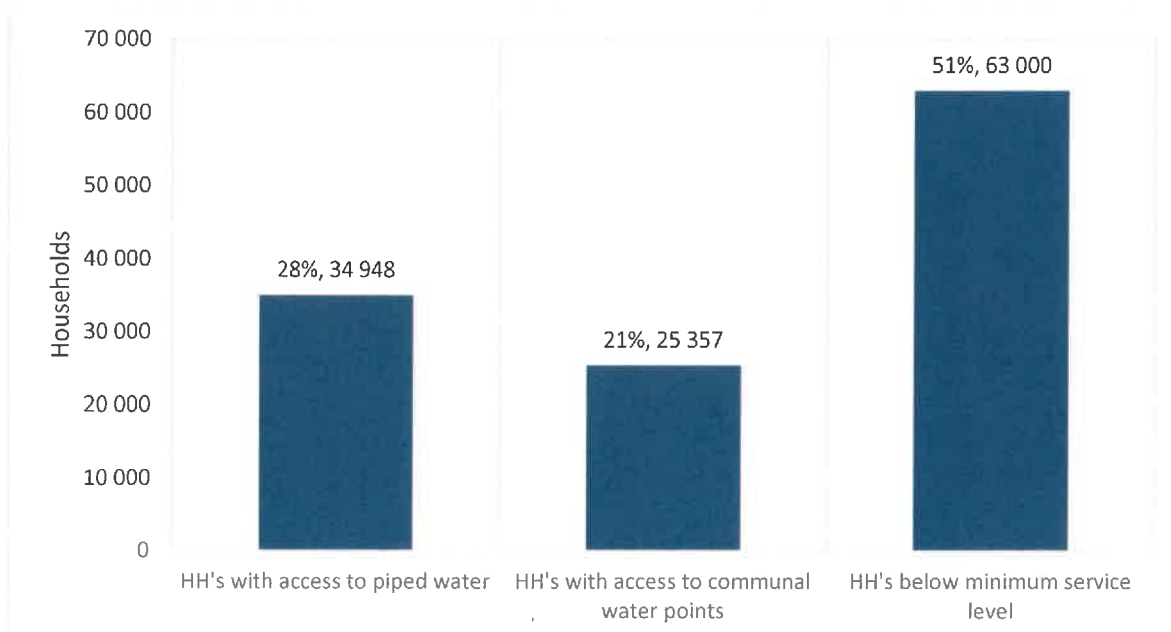 70 000
60 000
50 000
40 000
30 000
20 000
10 000
0
Households
28%, 34 948
21%, 25 357
51%, 63 000
HH's with access to piped water
HH's with access to communal
water points
HH's below minimum service
level